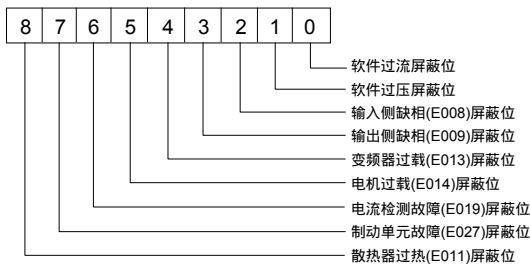 8 7 6 5 4 3 2 1 0
软件过流屏蔽位
软件过压屏蔽位
输入侧缺相(E008)屏蔽位
输出侧缺相(E009)屏蔽位
变频器过载(E013)屏蔽位
电机过载(E014)屏蔽位
电流检测故障(E019)屏蔽位
制动单元故障(E027)屏蔽位
散热器过热(E011)屏蔽位